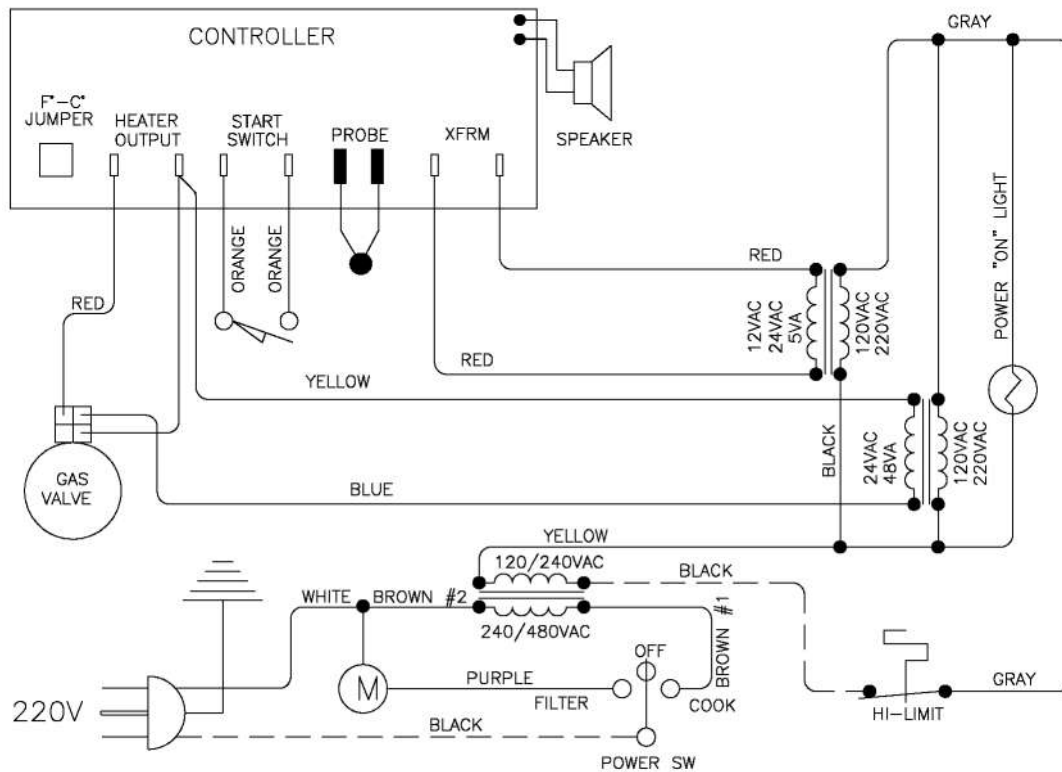 GRAY
CONTROLLER
F°-C°
JUMPER
HEATER
OUTPUT
START
SWITCH
PROBE
XFRM
SPEAKER
POWER "ON" LIGHT
ORANGE
ORANGE
RED
RED
12VAC
24VAC
5VA
120VAC
220VAC
RED
YELLOW
BLACK
24VAC
48VA
120VAC
220VAC
GAS
VALVE
BLUE
YELLOW
120/240VAC
BLACK
WHITE
BROWN #2
240/480VAC
BROWN #1
OFF
M
PURPLE
FILTER
COOK
GRAY
HI-LIMIT
220V
BLACK
POWER SW